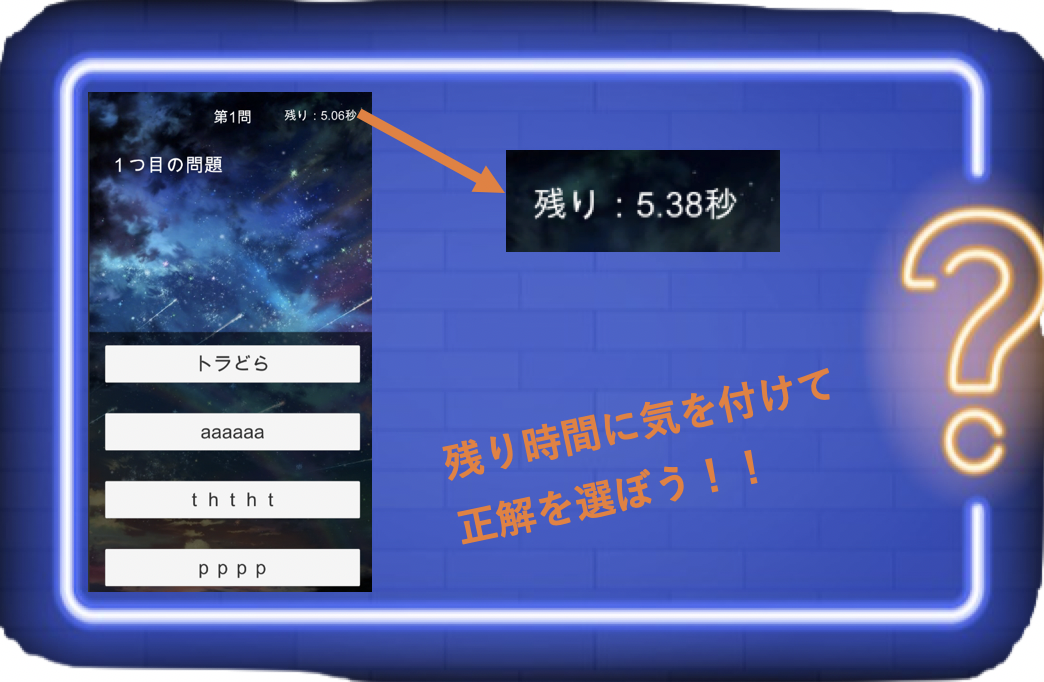 第1問
残り：5.06秒
１つ目の問題
残り：5.38秒
トラどら
aaaaaa
ｔｈｔｈｔ
ｐｐｐｐ
残り時間に気を付けて
正解を選ぼう！！